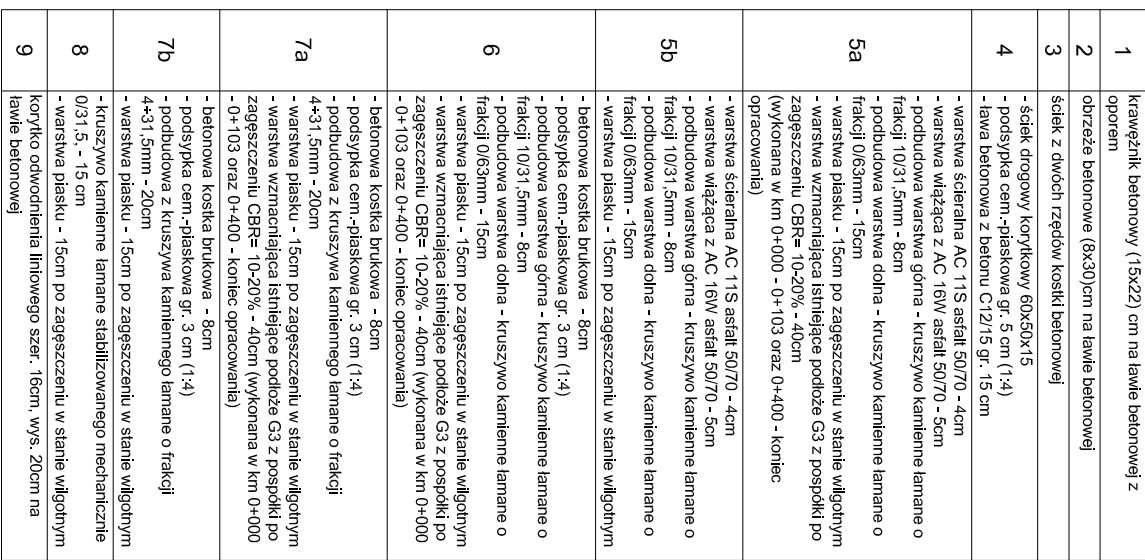 1
krawężnik betonowy (15x22) cm na ławie betonowej z
oporem
2
obrzeże betonowe (8x30)cm na ławie betonowej
3
ściek z dwóch rzędów kostki betonowej
4
- ściek drogowy korytkowy 60x50x15
- podsypka cem.-piaskowa gr. 5 cm (1:4)
- ława betonowa z betonu C12/15 gr. 15 cm
5a
- warstwa ścieralna AC 11S asfalt 50/70 - 4cm
- warstwa wiążąca z AC 16W asfalt 50/70 - 5cm
- podbudowa warstwa górna - kruszywo kamienne łamane o
frakcji 10/31,5mm - 8cm
- podbudowa warstwa dolna - kruszywo kamienne łamane o
frakcji 0/63mm - 15cm
- warstwa piasku - 15cm po zagęszczeniu w stanie wilgotnym
- warstwa wzmacniająca istniejące podłoże G3 z pospółki po
zagęszczeniu CBR= 10-20% - 40cm
(wykonana w km 0+000 - 0+103 oraz 0+400 - koniec
opracowania)
5b
- warstwa ścieralna AC 11S asfalt 50/70 - 4cm
- warstwa wiążąca z AC 16W asfalt 50/70 - 5cm
- podbudowa warstwa górna - kruszywo kamienne łamane o
frakcji 10/31,5mm - 8cm
- podbudowa warstwa dolna - kruszywo kamienne łamane o
frakcji 0/63mm - 15cm
- warstwa piasku - 15cm po zagęszczeniu w stanie wilgotnym
6
- betonowa kostka brukowa - 8cm
- podsypka cem.-piaskowa gr. 3 cm (1:4)
- podbudowa warstwa górna - kruszywo kamienne łamane o
frakcji 10/31,5mm - 8cm
- podbudowa warstwa dolna - kruszywo kamienne łamane o
frakcji 0/63mm - 15cm
- warstwa piasku - 15cm po zagęszczeniu w stanie wilgotnym
- warstwa wzmacniająca istniejące podłoże G3 z pospółki po
zagęszczeniu CBR= 10-20% - 40cm (wykonana w km 0+000
- 0+103 oraz 0+400 - koniec opracowania)
7a
- betonowa kostka brukowa - 8cm
- podsypka cem.-piaskowa gr. 3 cm (1:4)
- podbudowa z kruszywa kamiennego łamane o frakcji
4÷31,5mm - 20cm
- warstwa piasku - 15cm po zagęszczeniu w stanie wilgotnym
- warstwa wzmacniająca istniejące podłoże G3 z pospółki po
zagęszczeniu CBR= 10-20% - 40cm (wykonana w km 0+000
- 0+103 oraz 0+400 - koniec opracowania)
7b
- betonowa kostka brukowa - 8cm
- podsypka cem.-piaskowa gr. 3 cm (1:4)
- podbudowa z kruszywa kamiennego łamane o frakcji
4÷31,5mm - 20cm
- warstwa piasku - 15cm po zagęszczeniu w stanie wilgotnym
8
- kruszywo kamienne łamane stabilizowanego mechanicznie
0/31,5, - 15 cm
- warstwa piasku - 15cm po zagęszczeniu w stanie wilgotnym
9
korytko odwodnienia liniowego szer. 16cm, wys. 20cm na
ławie betonowej